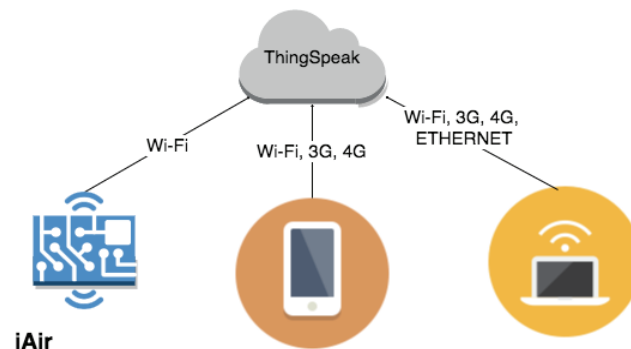 ThingSpeak
Wi-Fi
Wi-Fi, 3G, 4G
Wi-Fi, 3G, 4G,
ETHERNET
iAir